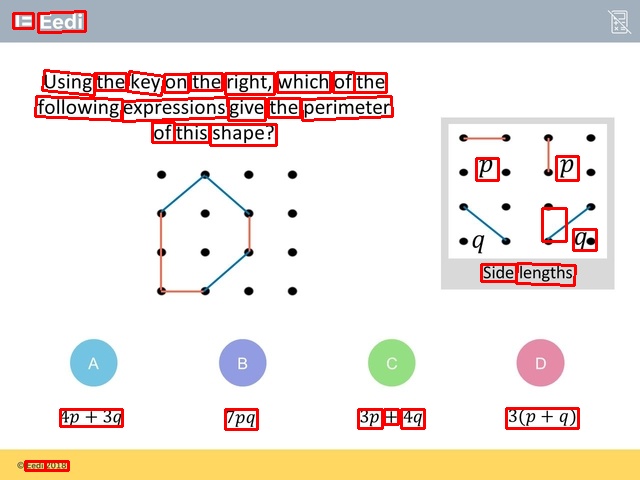 Eedi
Using the key on the right, which of the
following expressions give the perimeter
of this shape?
p p
q q
Side lengths
A B C D
4p + 3q 7pq 3p + 4q 3(p + q)
© Eedi 2018